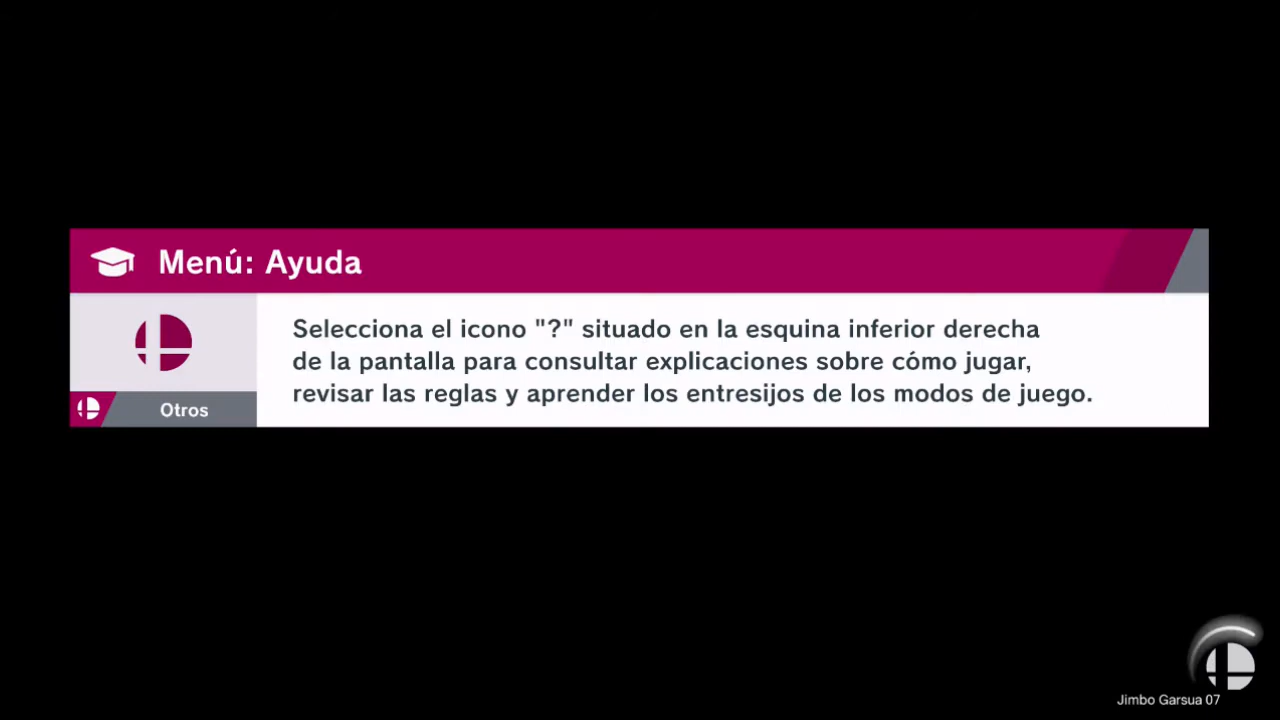 Menú: Ayuda
Selecciona el icono "?" situado en la esquina inferior derecha
de la pantalla para consultar explicaciones sobre cómo jugar,
revisar las reglas y aprender los entresijos de los modos de juego.
Otros
Jimbo Garsua 07